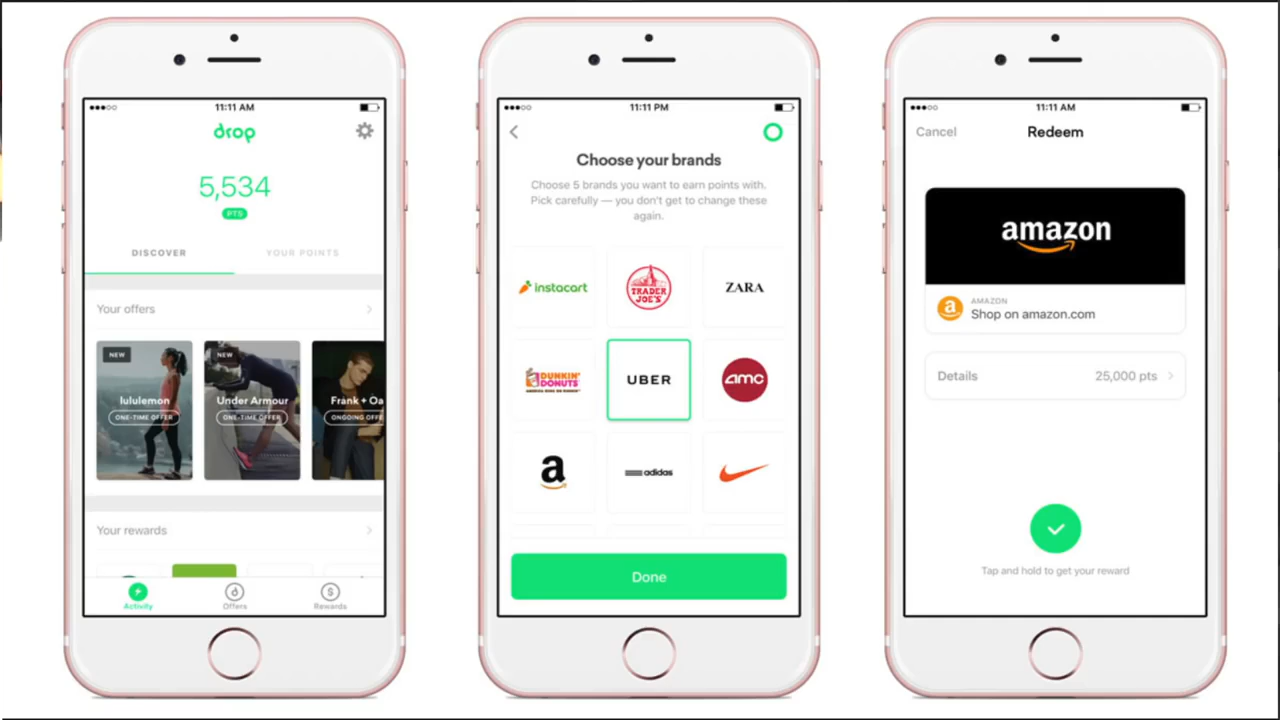 11:11 AM
drop
5,534
PTS
DISCOVER
YOUR POINTS
Your offers
NEW
lululemon
ONE-TIME OFFER
NEW
Under Armour
ONE-TIME OFFER
Frank + Oa
ONGOING OFFE
Your rewards
Activity
Offers
Rewards
11:11 PM
Choose your brands
Choose 5 brands you want to earn points with.
Pick carefully — you don't get to change these
again.
instacart
TRADER
JOE'S
ZARA
DUNKIN'
DONUTS
AMERICA RUNS ON DUNKIN'
UBER
amc
a
adidas
Done
11:11 AM
Cancel
Redeem
amazon
a
AMAZON
Shop on amazon.com
Details
25,000 pts
Tap and hold to get your reward